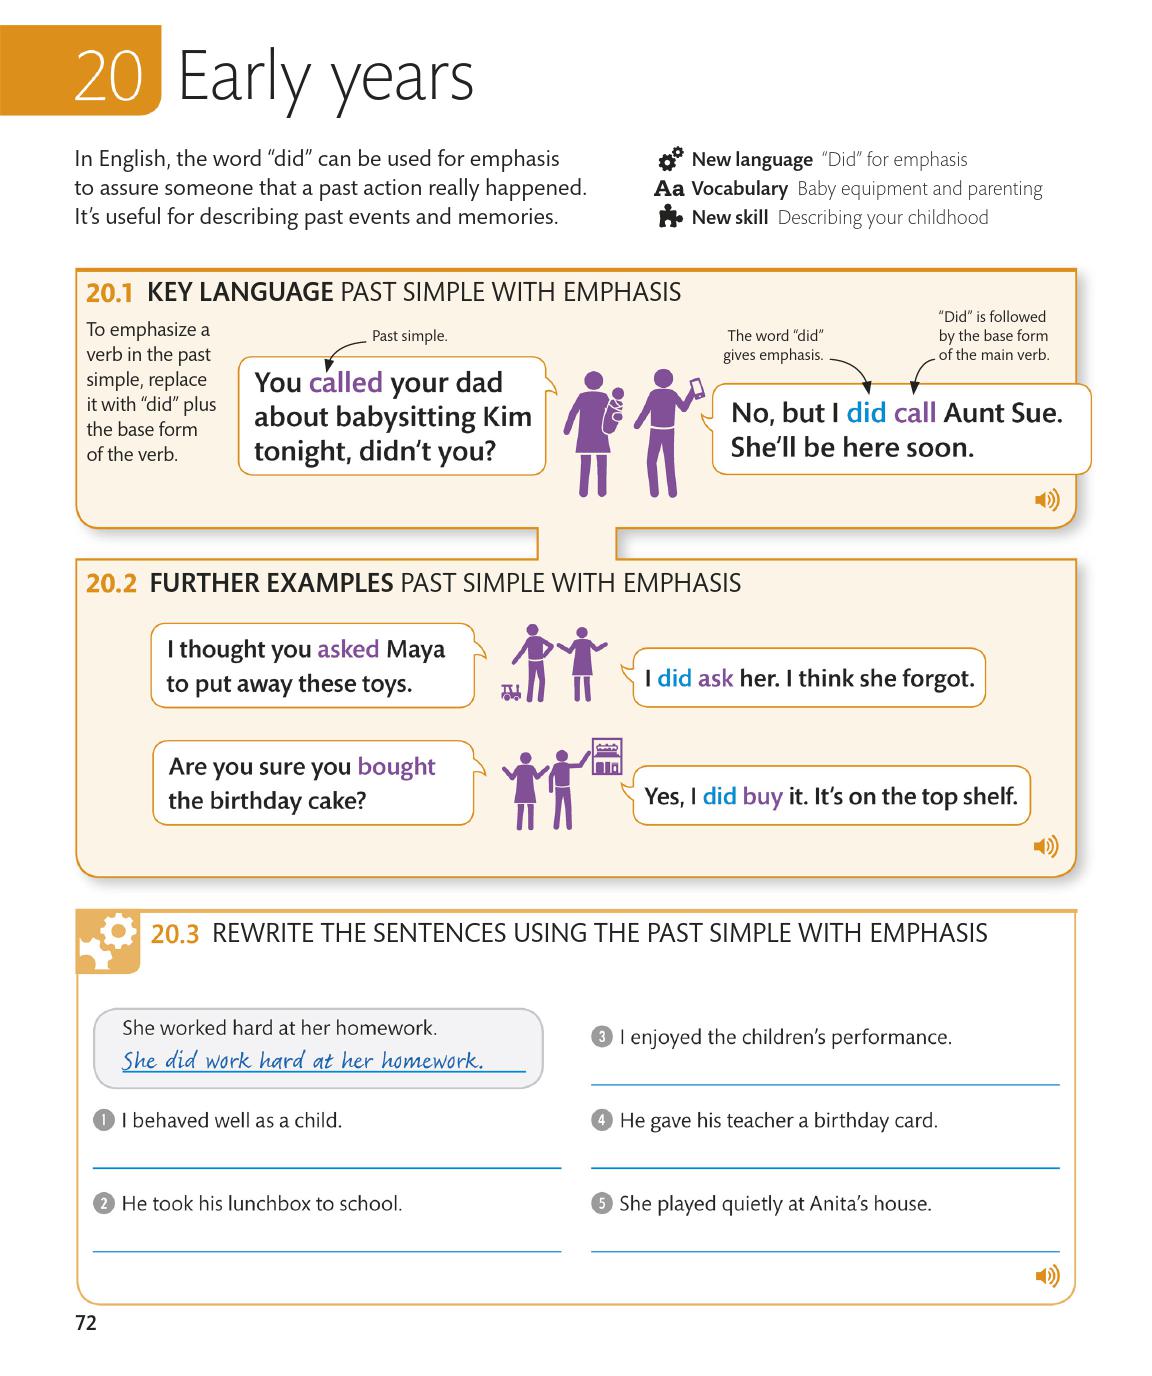 20 Early years
In English, the word “did” can be used for emphasis
to assure someone that a past action really happened.
It’s useful for describing past events and memories.
New language “Did” for emphasis
Aa Vocabulary Baby equipment and parenting
New skill Describing your childhood
20.1 KEY LANGUAGE PAST SIMPLE WITH EMPHASIS
To emphasize a
verb in the past
simple, replace
it with “did” plus
the base form
of the verb.
Past simple.
You called your dad
about babysitting Kim
tonight, didn’t you?
The word “did”
gives emphasis.
“Did” is followed
by the base form
of the main verb.
No, but I did call Aunt Sue.
She’ll be here soon.
20.2 FURTHER EXAMPLES PAST SIMPLE WITH EMPHASIS
I thought you asked Maya
to put away these toys.
I did ask her. I think she forgot.
Are you sure you bought
the birthday cake?
Yes, I did buy it. It’s on the top shelf.
20.3 REWRITE THE SENTENCES USING THE PAST SIMPLE WITH EMPHASIS
She worked hard at her homework.
She did work hard at her homework.
1 I behaved well as a child.
2 He took his lunchbox to school.
3 I enjoyed the children’s performance.
4 He gave his teacher a birthday card.
5 She played quietly at Anita’s house.
72